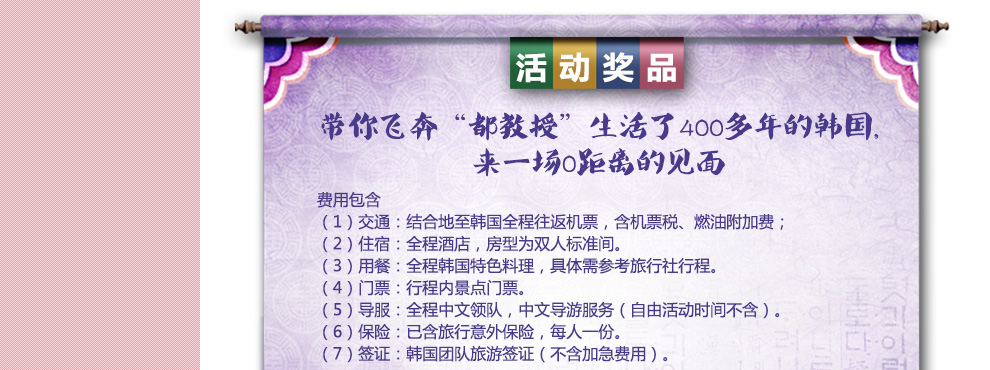 活动奖品
带你飞奔“都教授”生活了400多年的韩国,
来一场0距离的见面
费用包含
（1）交通：结合地至韩国全程往返机票，含机票税、燃油附加费；
（2）住宿：全程酒店，房型为双人标准间。
（3）用餐：全程韩国特色料理，具体需参考旅行社行程。
（4）门票：行程内景点门票。
（5）导服：全程中文领队，中文导游服务（自由活动时间不含）。
（6）保险：已含旅行意外保险，每人一份。
（7）签证：韩国团队旅游签证（不含加急费用）。